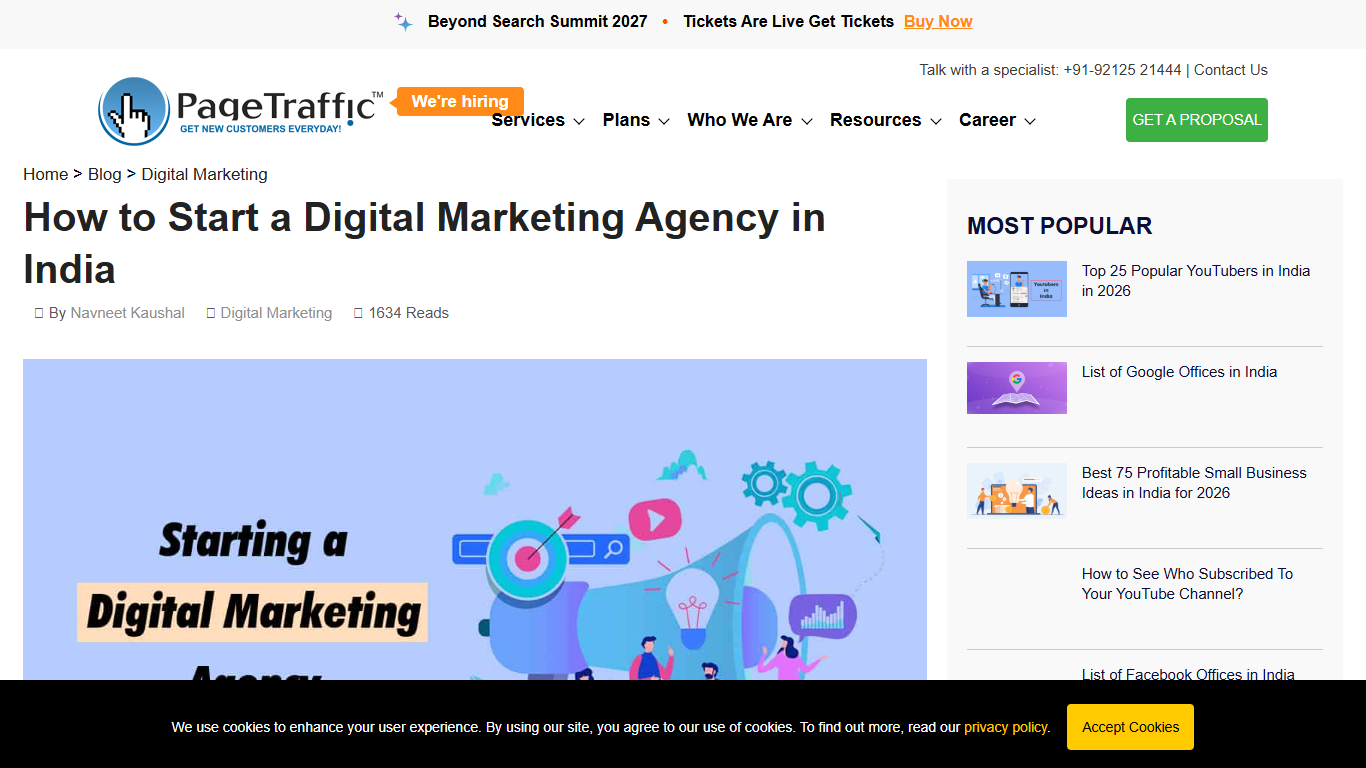 Beyond Search Summit 2027 • Tickets Are Live Get Tickets Buy Now
Talk with a specialist: +91-92125 21444 | Contact Us
PageTraffic™
GET NEW CUSTOMERS EVERYDAY!
We're hiring
Services Plans Who We Are Resources Career
GET A PROPOSAL
Home > Blog > Digital Marketing
How to Start a Digital Marketing Agency in
India
By Navneet Kaushal Digital Marketing 1634 Reads
Starting a
Digital Marketing
Agency
MOST POPULAR
YouTubers
in
India
Top 25 Popular YouTubers in India
in 2026
List of Google Offices in India
Best 75 Profitable Small Business
Ideas in India for 2026
How to See Who Subscribed To
Your YouTube Channel?
List of Facebook Offices in India
We use cookies to enhance your user experience. By using our site, you agree to our use of cookies. To find out more, read our privacy policy.
Accept Cookies